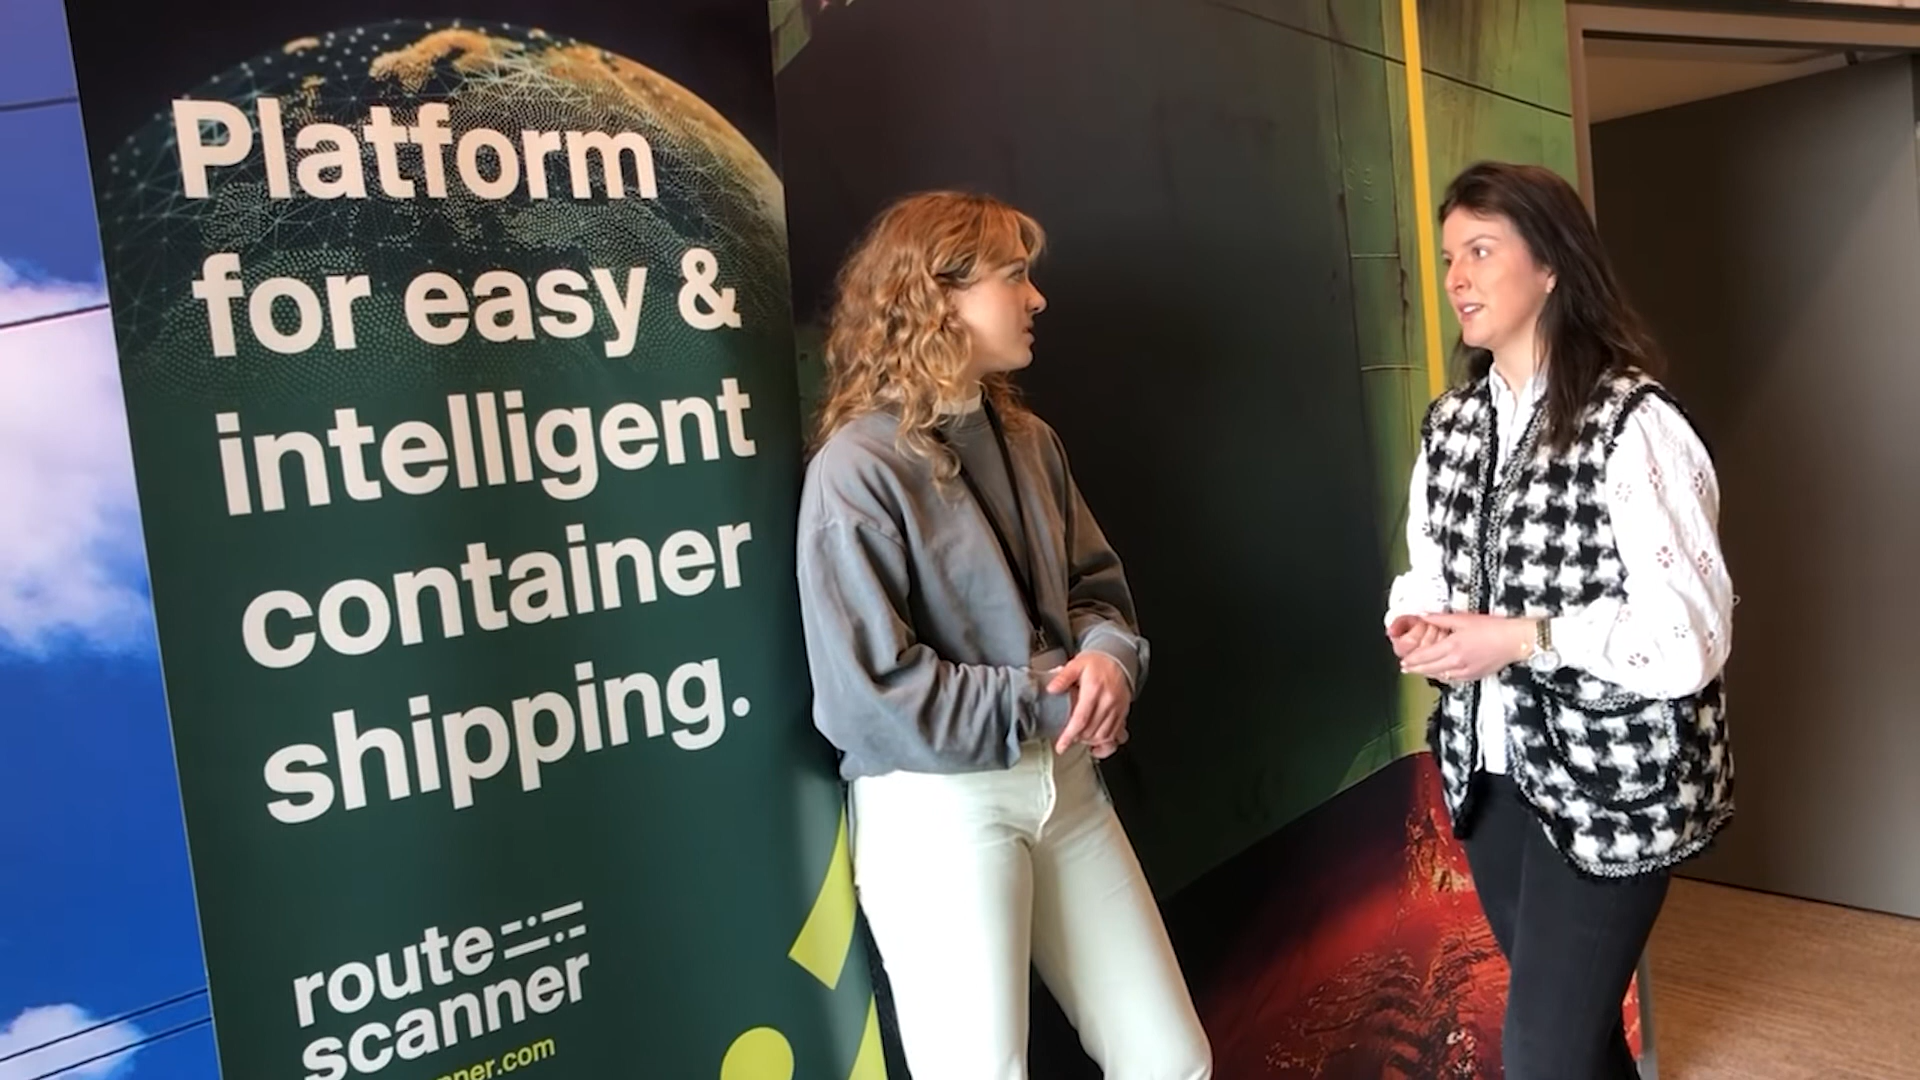 Platform
for easy &
intelligent
container
shipping.
route
scanner